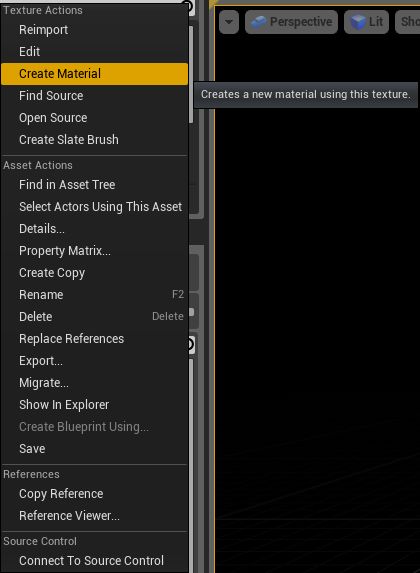 Texture Actions
Reimport
Edit
Create Material
Find Source
Open Source
Create Slate Brush
Asset Actions
Find in Asset Tree
Select Actors Using This Asset
Details...
Property Matrix...
Create Copy
Rename F2
Delete Delete
Replace References
Export...
Migrate...
Show In Explorer
Create Blueprint Using...
Save
References
Copy Reference
Reference Viewer...
Source Control
Connect To Source Control
Perspective Lit Sho
Creates a new material using this texture.